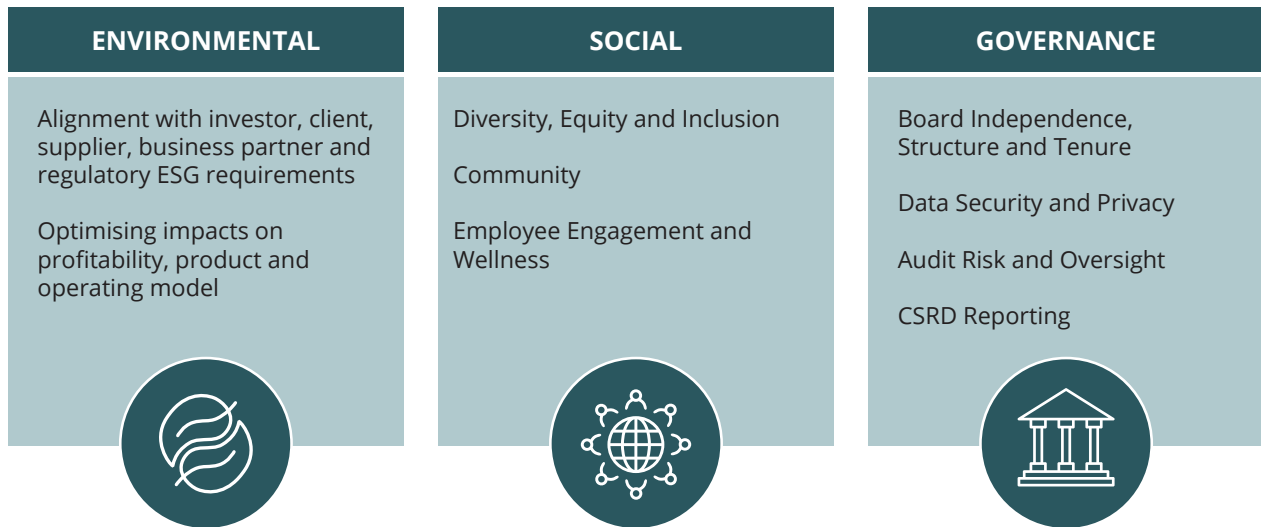 ENVIRONMENTAL
Alignment with investor, client,
supplier, business partner and
regulatory ESG requirements
Optimising impacts on
profitability, product and
operating model
SOCIAL
Diversity, Equity and Inclusion
Community
Employee Engagement and
Wellness
GOVERNANCE
Board Independence,
Structure and Tenure
Data Security and Privacy
Audit Risk and Oversight
CSRD Reporting